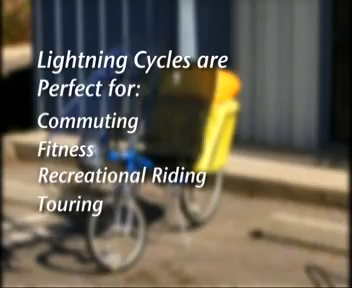 Lightning Cycles are
Perfect for:
Commuting
Fitness
Recreational Riding
Touring